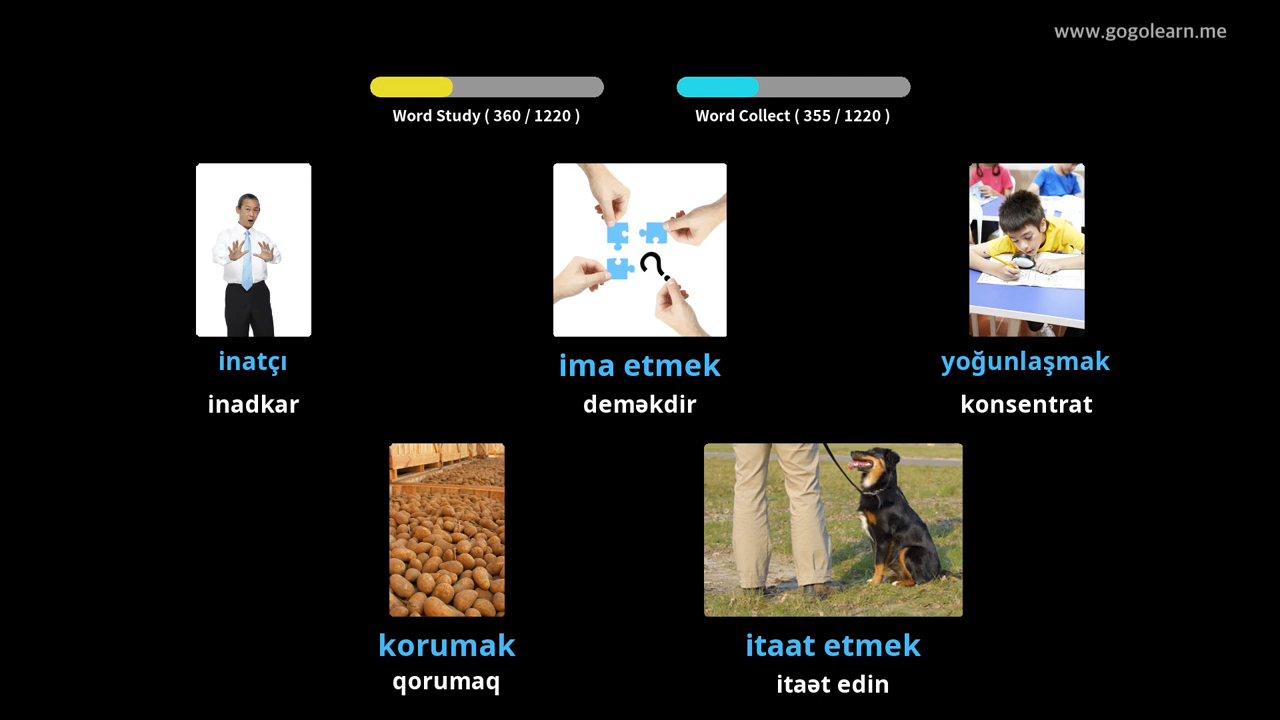 www.gogolearn.me
Word Study ( 360 / 1220 )
Word Collect ( 355 / 1220 )
inatçı
inadkar
ima etmek
deməkdir
yoğunlaşmak
konsentrat
korumak
qorumaq
itaat etmek
itaət edin